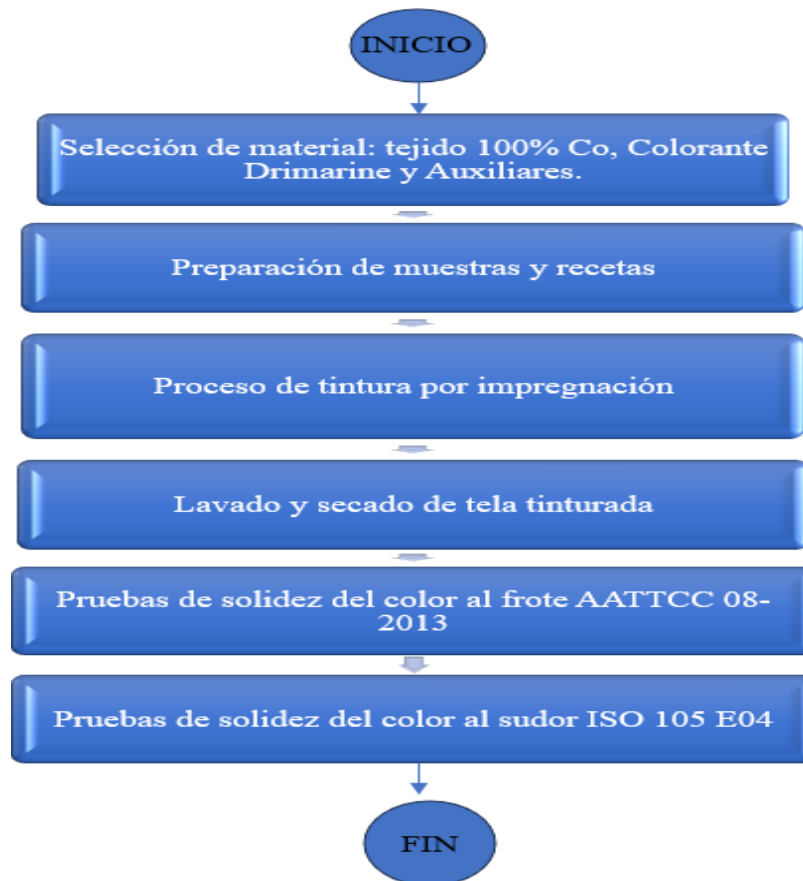 INICIO
Selección de material: tejido 100% Co, Colorante
Drimarine y Auxiliares.
Preparación de muestras y recetas
Proceso de tintura por impregnación
Lavado y secado de tela tinturada
Pruebas de solidez del color al frote AATTCC 08-
2013
Pruebas de solidez del color al sudor ISO 105 E04
FIN